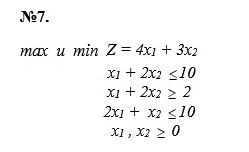 №7.
max и min Z = 4x1 + 3x2
x1 + 2x2 ≤10
x1 + 2x2 ≥ 2
2x1 + x2 ≤10
x1 , x2 ≥ 0